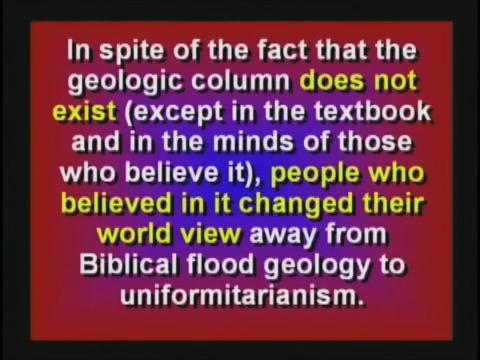 In spite of the fact that the
geologic column does not
exist (except in the textbook
and in the minds of those
who believe it), people who
believed in it changed their
world view away from
Biblical flood geology to
uniformitarianism.